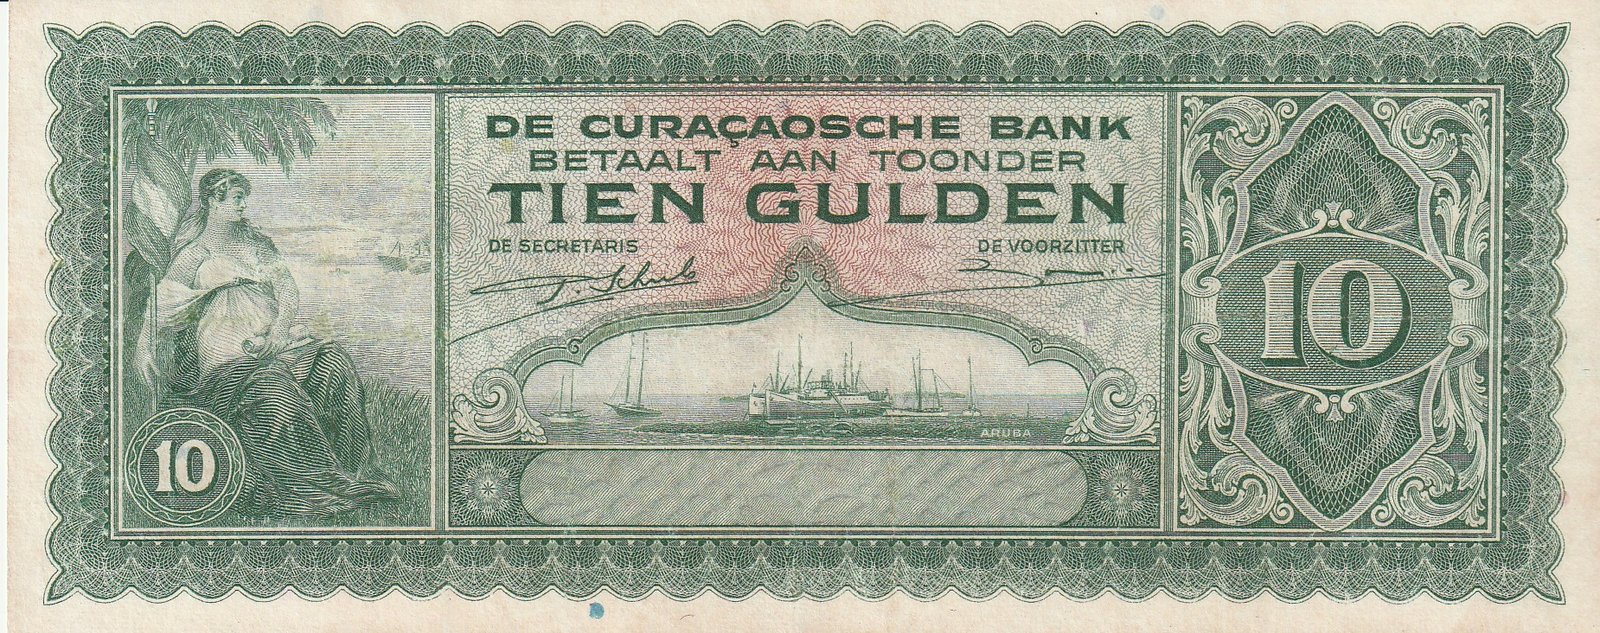 DE CURAÇAOSCHE BANK
BETAALT AAN TOONDER
TIEN GULDEN
DE SECRETARIS
DE VOORZITTER
10
ARUBA
10